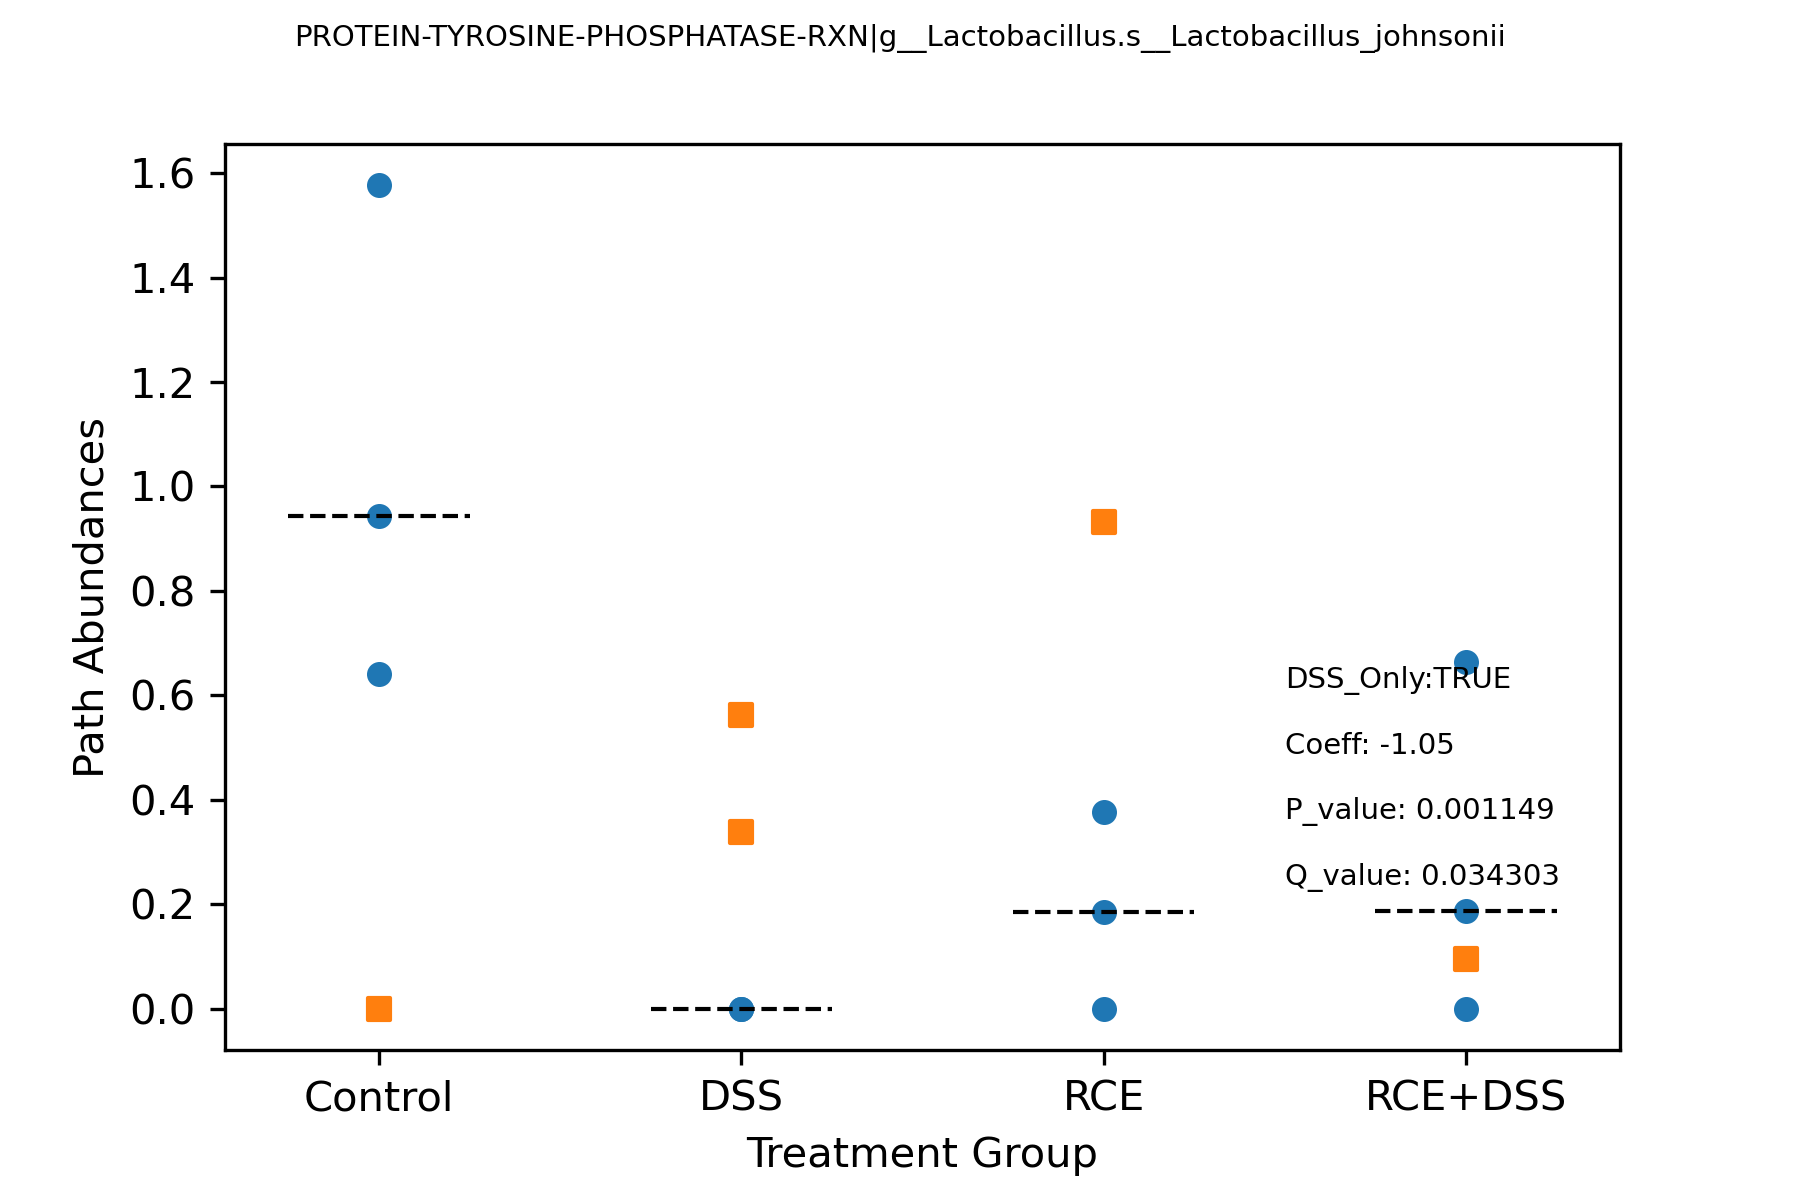 PROTEIN-TYROSINE-PHOSPHATASE-RXN|g__Lactobacillus.s__Lactobacillus_johnsonii
1.6
1.4
1.2
1.0
0.8
0.6
0.4
0.2
0.0
Path Abundances
DSS_Only:TRUE
Coeff: -1.05
P_value: 0.001149
Q_value: 0.034303
Control DSS RCE RCE+DSS
Treatment Group